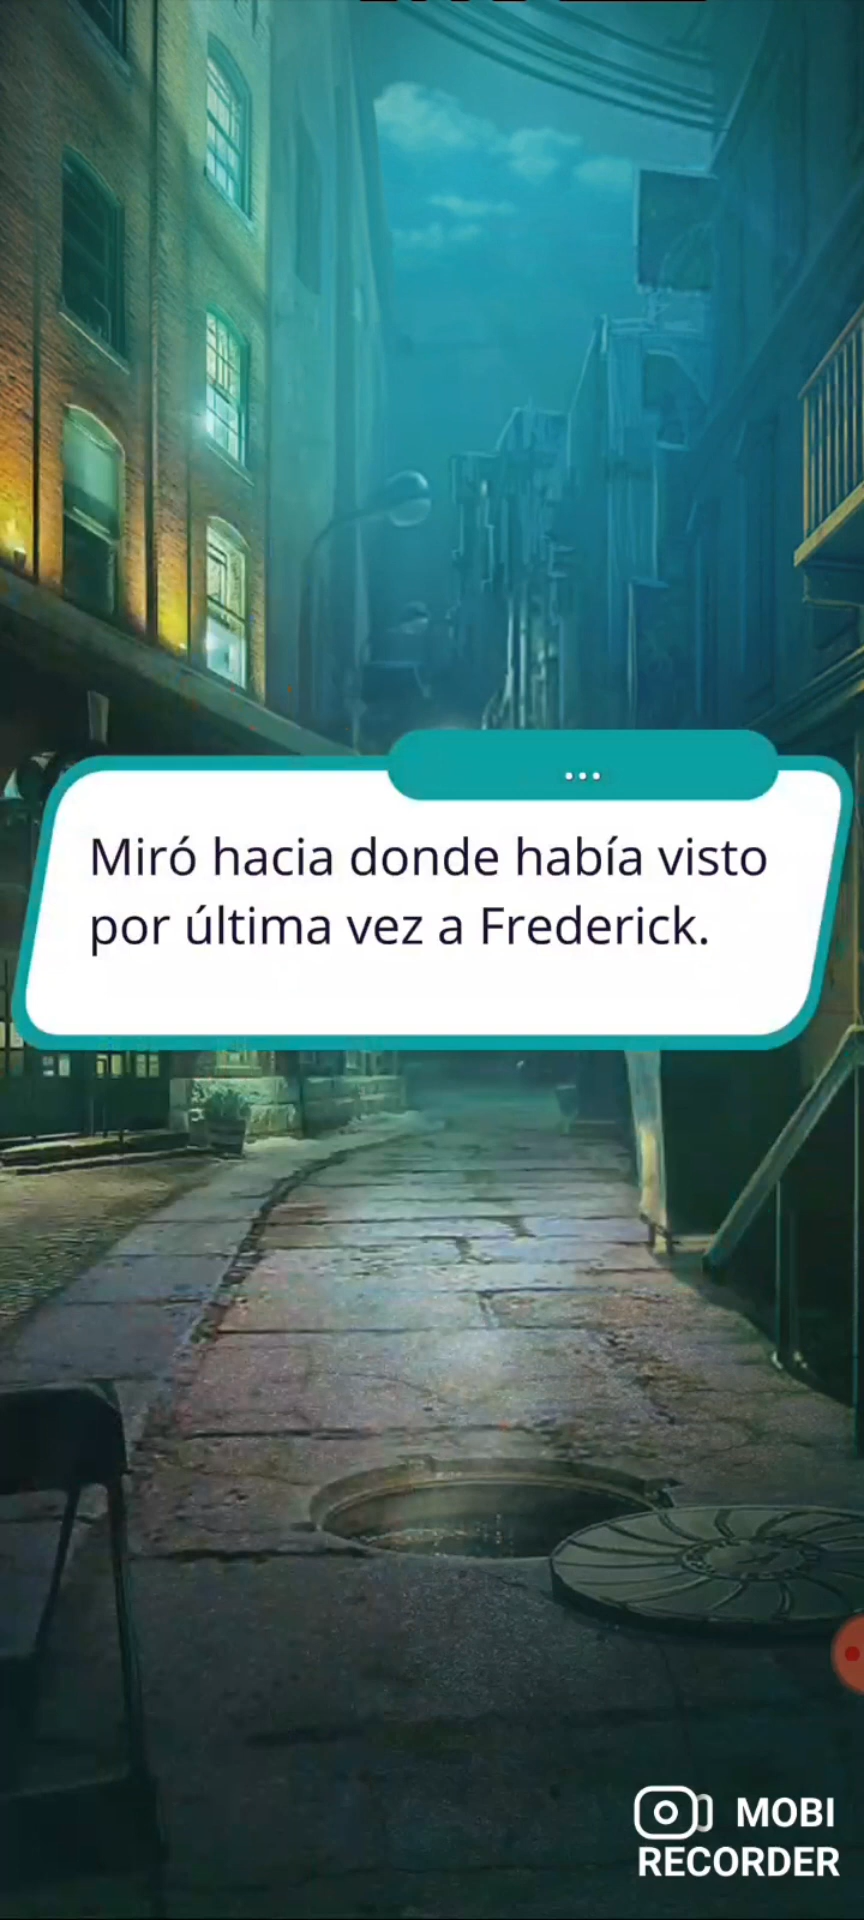 ...
Miró hacia donde había visto
por última vez a Frederick.
MOBI
RECORDER